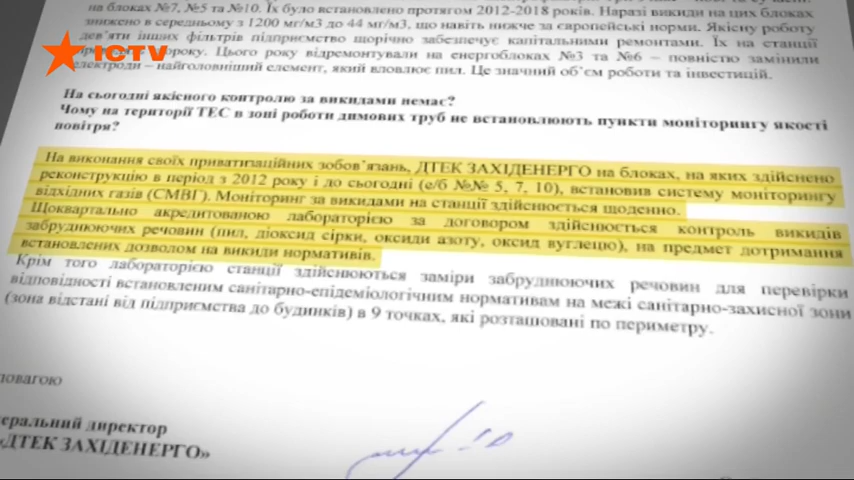 на блоках №7, №5 та №10. Їх було встановлено протягом 2012-2018 років. Наразі викиди на цих блоках
знижено в середньому з 1200 мг/м3 до 44 мг/м3, що навіть нижче за європейські норми. Якісну роботу
дев'яти інших фільтрів підприємство щорічно забезпечує капітальними ремонтами. Їх на станції
року. Цього року відремонтували на енергоблоках №3 та №6 – повністю замінили
електроди – найголовніший елемент, який вловлює пил. Це значний об'єм роботи та інвестицій.
ICTV
На сьогодні якісного контролю за викидами немає?
Чому на території ТЕС в зоні роботи димових труб не встановлюють пункти моніторингу якості
повітря?
На виконання своїх приватизаційних зобов'язань, ДТЕК ЗАХІДЕНЕРГО на блоках, на яких здійснено
реконструкцію в період з 2012 року і до сьогодні (е/б №№ 5, 7, 10), встановив систему моніторингу
відхідних газів (СМВГ). Моніторинг за викидами на станції здійснюється щоденно.
Щоквартально акредитованою лабораторією за договором здійснюється контроль викидів
забруднюючих речовин (пил, діоксид сірки, оксиди азоту, оксид вуглецю), на предмет дотримання
встановлених дозволом на викиди нормативів.
Крім того лабораторією станції здійснюються заміри забруднюючих речовин для перевірки
відповідності встановленим санітарно-епідеміологічним нормативам на межі санітарно-захисної зони
(зона відстані від підприємства до будинків) в 9 точках, які розташовані по периметру.
повагою
неральний директор
«ДТЕК ЗАХІДЕНЕРГО»